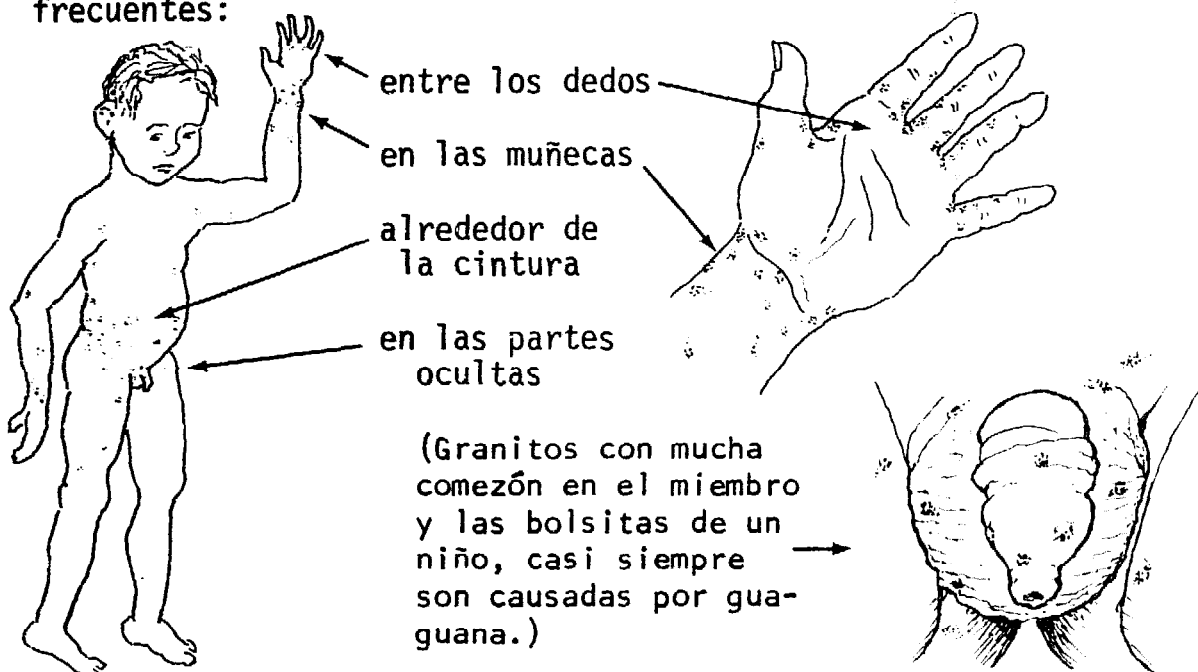 frecuentes:
entre los dedos
en las muñecas
alrededor de
la cintura
en las partes
ocultas
(Granitos con mucha
comezón en el miembro
y las bolsitas de un
niño, casi siempre
son causadas por gua-
guana.)